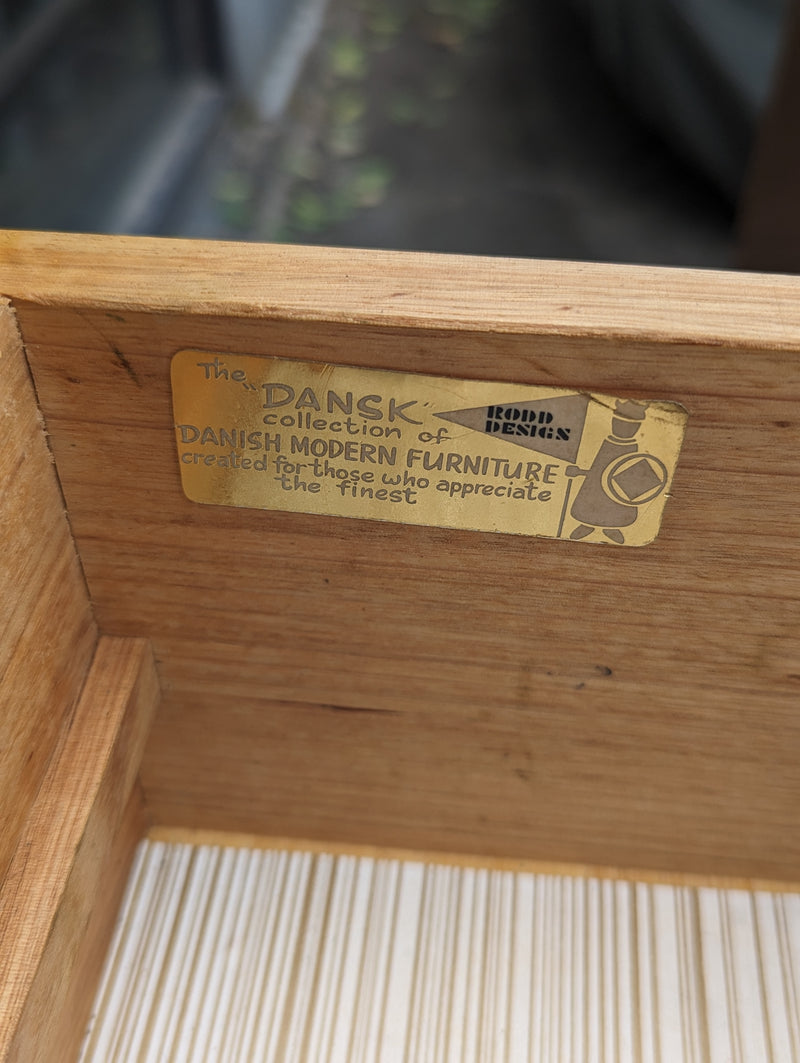 The
"DANSK"
collection of
DANISH MODERN FURNITURE
created for those who appreciate
the finest
RODD
DESIGN